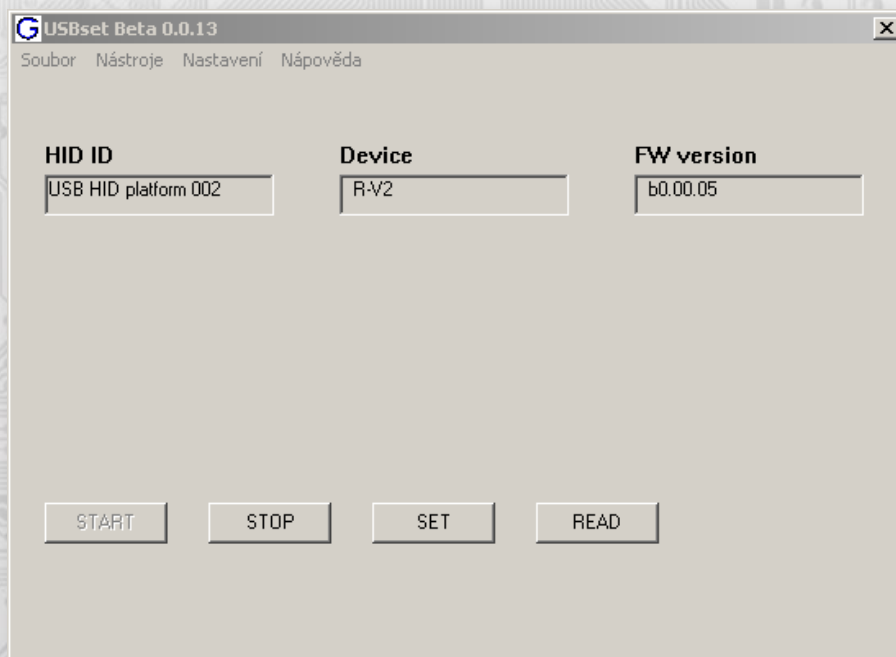 G USBset Beta 0.0.13
Soubor Nástroje Nastavení Nápověda
HID ID Device FW version
USB HID platform 002 R-V2 b0.00.05
START STOP SET READ